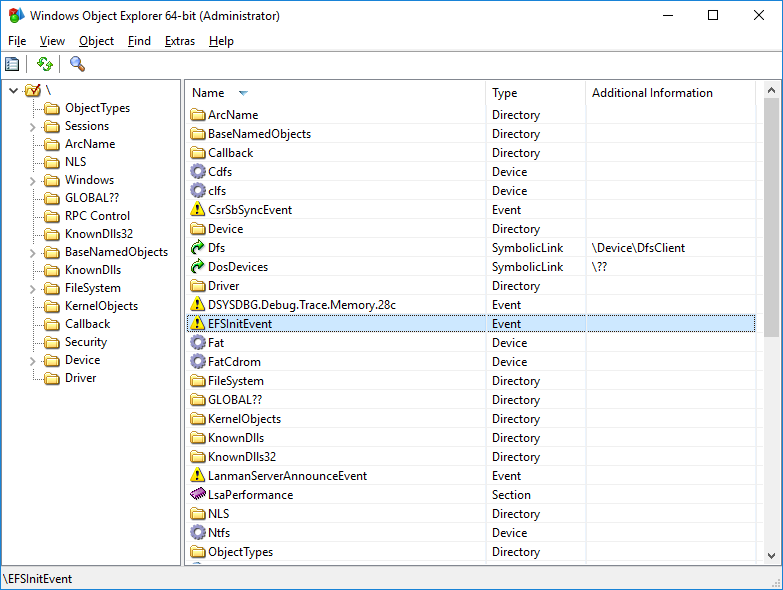 Windows Object Explorer 64-bit (Administrator)
File View Object Find Extras Help
\
ObjectTypes
Sessions
ArcName
NLS
Windows
GLOBAL??
RPC Control
KnownDlls32
BaseNamedObjects
KnownDlls
FileSystem
KernelObjects
Callback
Security
Device
Driver
Name Type Additional Information
ArcName Directory
BaseNamedObjects Directory
Callback Directory
Cdfs Device
clfs Device
CsrSbSyncEvent Event
Device Directory
Dfs SymbolicLink \Device\DfsClient
DosDevices SymbolicLink \??
Driver Directory
DSYSDBG.Debug.Trace.Memory.28c Event
EFSInitEvent Event
Fat Device
FatCdrom Device
FileSystem Directory
GLOBAL?? Directory
KernelObjects Directory
KnownDlls Directory
KnownDlls32 Directory
LanmanServerAnnounceEvent Event
LsaPerformance Section
NLS Directory
Ntfs Device
ObjectTypes Directory
\EFSInitEvent